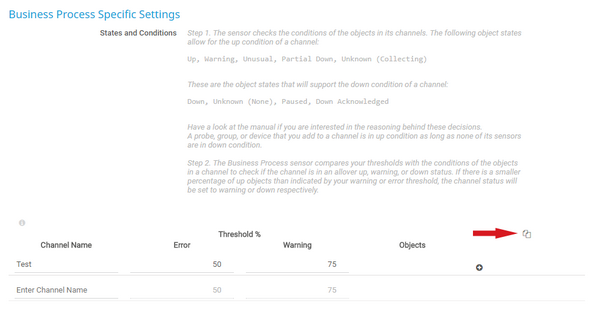 Business Process Specific Settings
States and Conditions
Step 1. The sensor checks the conditions of the objects in its channels. The following object states
allow for the up condition of a channel:
Up, Warning, Unusual, Partial Down, Unknown (Collecting)
These are the object states that will support the down condition of a channel:
Down, Unknown (None), Paused, Down Acknowledged
Have a look at the manual if you are interested in the reasoning behind these decisions.
A probe, group, or device that you add to a channel is in up condition as long as none of its sensors
are in down condition.
Step 2. The Business Process sensor compares your thresholds with the conditions of the objects
in a channel to check if the channel is in an allover up, warning, or down status. If there is a smaller
percentage of up objects than indicated by your warning or error threshold, the channel status will
be set to warning or down respectively.
Threshold %
Channel Name Error Warning Objects
Test 50 75
Enter Channel Name 50 75